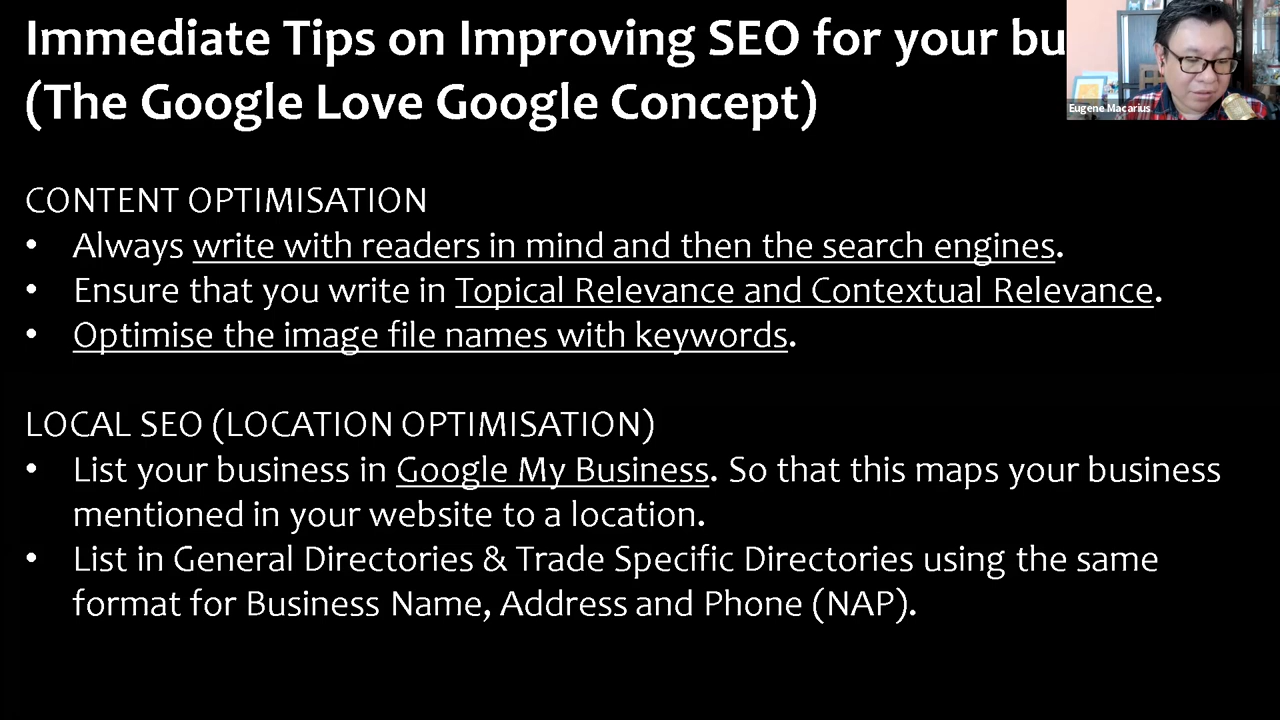 Immediate Tips on Improving SEO for your bu
(The Google Love Google Concept)
Eugene Macarius
CONTENT OPTIMISATION
• Always write with readers in mind and then the search engines.
• Ensure that you write in Topical Relevance and Contextual Relevance.
• Optimise the image file names with keywords.
LOCAL SEO (LOCATION OPTIMISATION)
• List your business in Google My Business. So that this maps your business
mentioned in your website to a location.
• List in General Directories & Trade Specific Directories using the same
format for Business Name, Address and Phone (NAP).